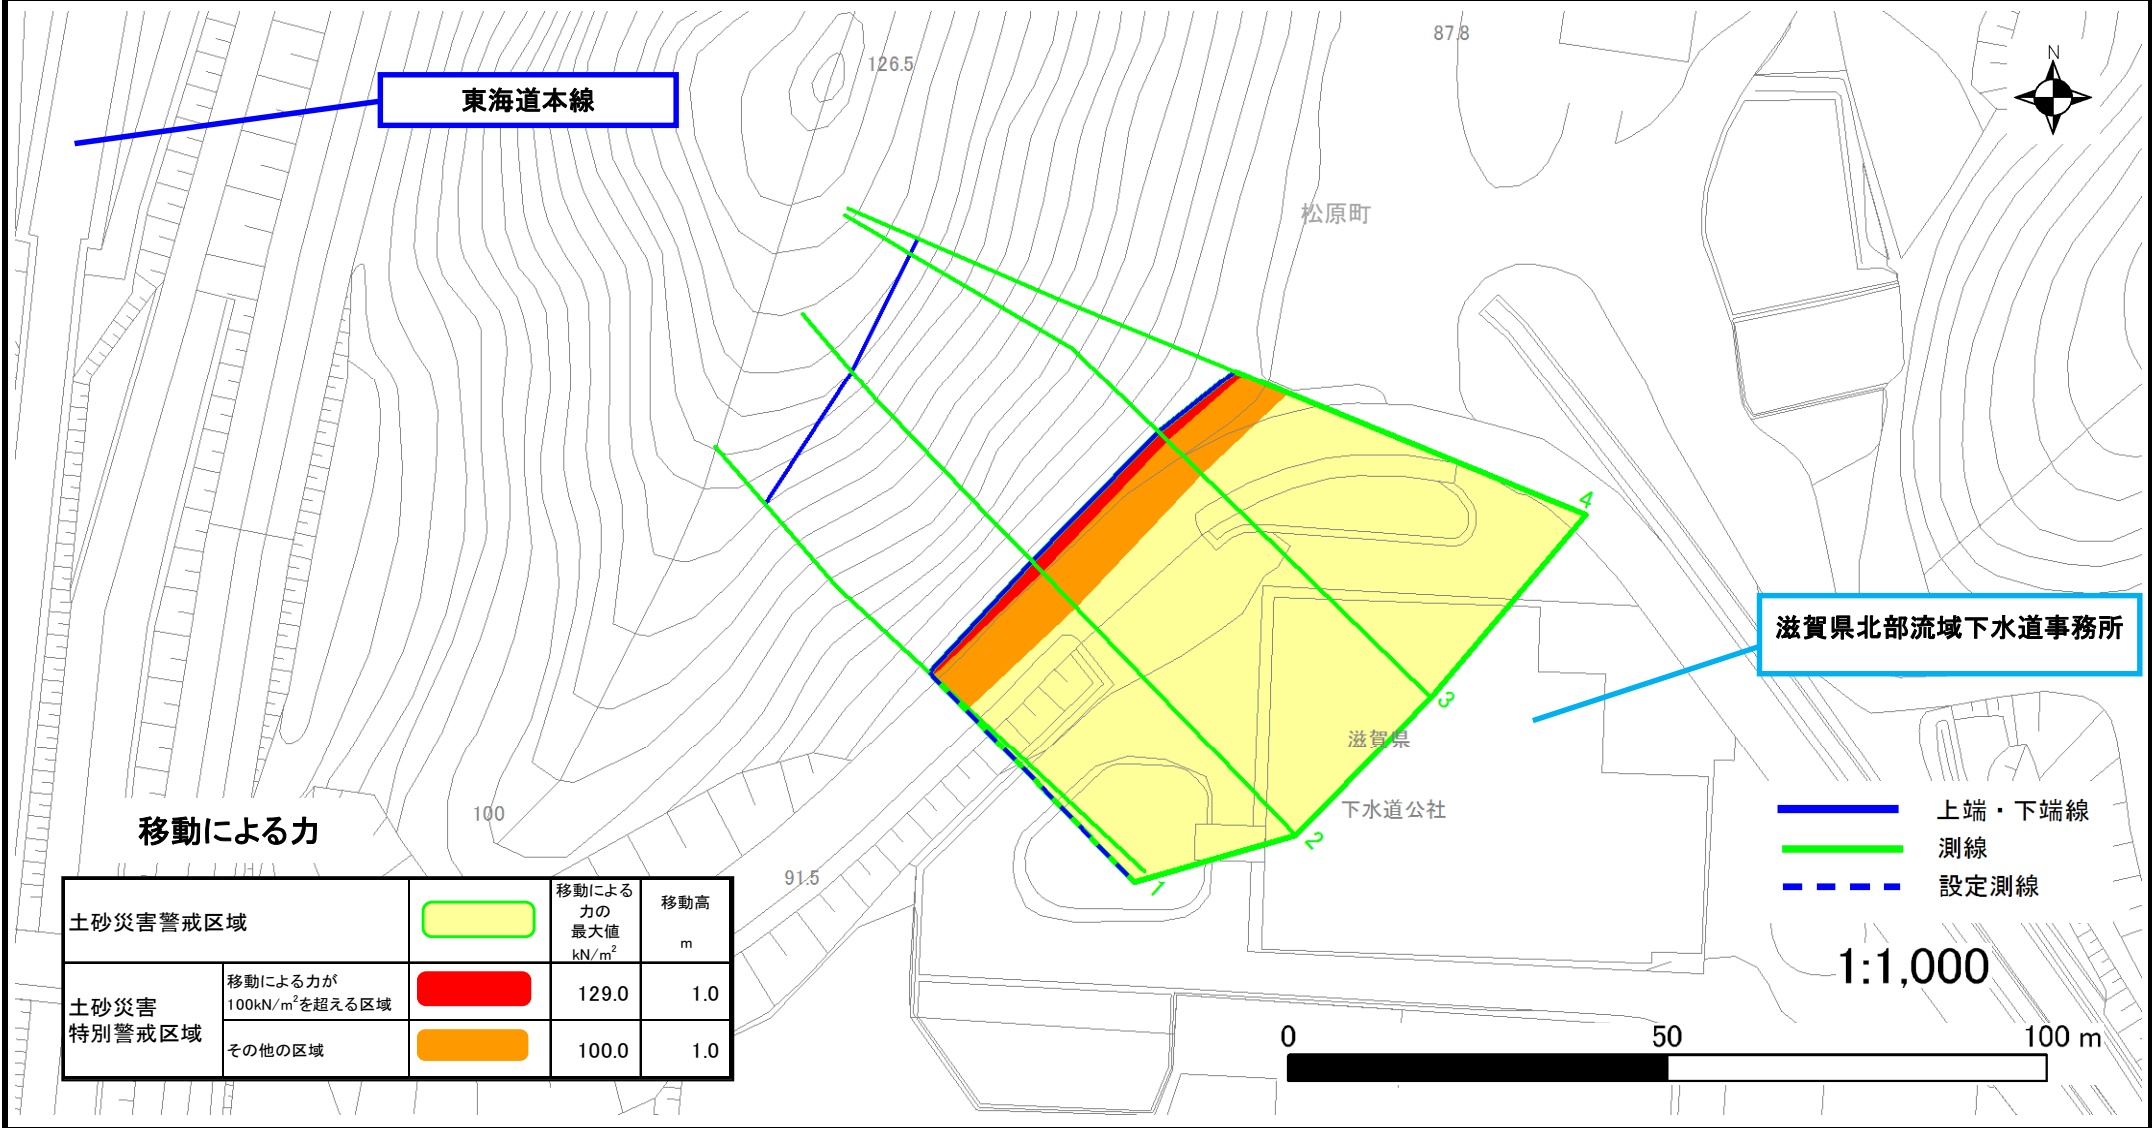 126.5
87.8
N
東海道本線
松原町
4
滋賀県北部流域下水道事務所
3
滋賀県
下水道公社
2
1
100
91.5
上端・下端線
測線
設定測線
1:1,000
0 50 100 m
移動による力
土砂災害警戒区域
移動による
力の
最大値
kN/m²
移動高
m
土砂災害
特別警戒区域
移動による力が
100kN/m²を超える区域
129.0 1.0
その他の区域
100.0 1.0